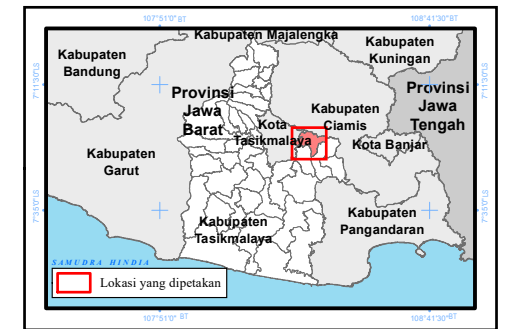 107°51'0" BT
108°41'30"BT
Kabupaten Majalengka
Kabupaten
Bandung
Kabupaten
Kuningan
7°11'30"LS
7°11'30"LS
Provinsi
Jawa
Barat
Provinsi
Jawa
Tengah
Kabupaten
Ciamis
Kota
Tasikmalaya
Kota Banjar
Kabupaten
Garut
7°35'0"LS
7°35'0"LS
Kabupaten
Tasikmalaya
Kabupaten
Pangandaran
SAMUDRA HINDIA
Lokasi yang dipetakan
107°51'0" BT
108°41'30"BT